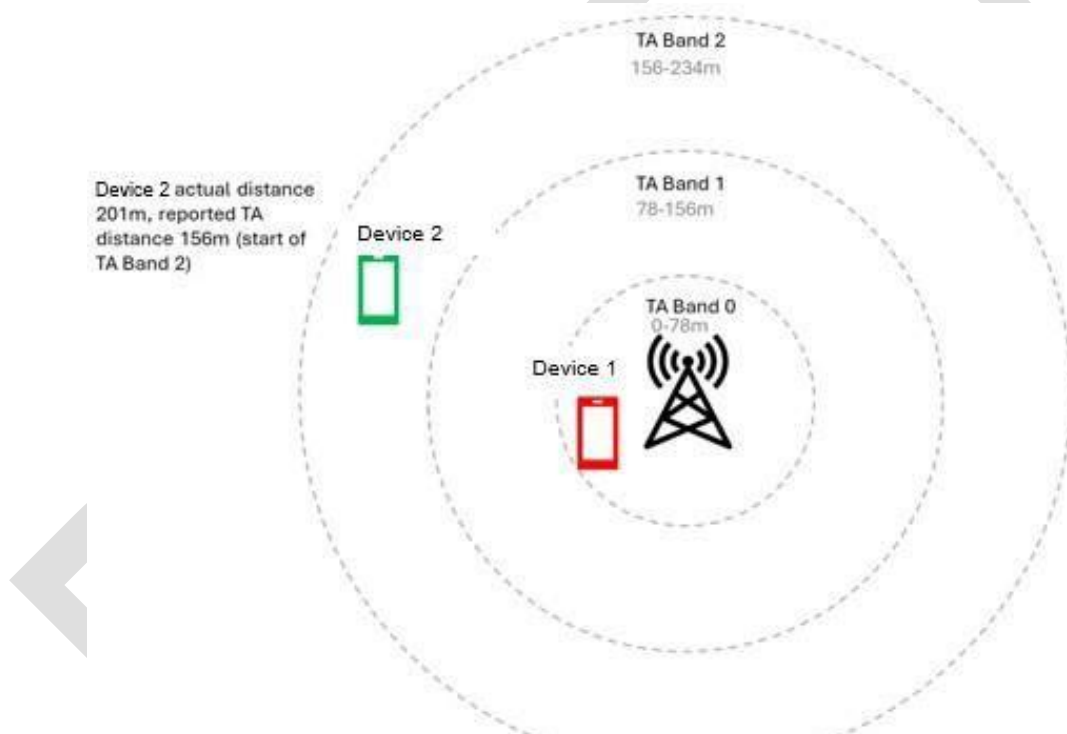 TA Band 2
156-234m
TA Band 1
78-156m
Device 2 actual distance
201m, reported TA
distance 156m (start of
TA Band 2)
Device 2
TA Band 0
0-78m
Device 1